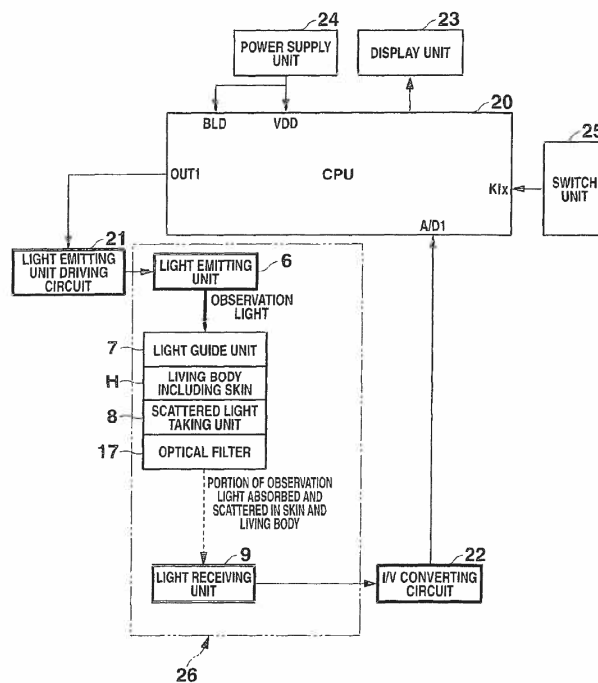 24
POWER SUPPLY
UNIT
23
DISPLAY UNIT
20
BLD
VDD
25
OUT1
CPU
KIx
SWITCH
UNIT
A/D1
21
LIGHT EMITTING
UNIT DRIVING
CIRCUIT
6
LIGHT EMITTING
UNIT
OBSERVATION
LIGHT
7
LIGHT GUIDE UNIT
H
LIVING BODY
INCLUDING SKIN
8
SCATTERED LIGHT
TAKING UNIT
17
OPTICAL FILTER
PORTION OF OBSERVATION
LIGHT ABSORBED AND
SCATTERED IN SKIN AND
LIVING BODY
9
LIGHT RECEIVING
UNIT
22
I/V CONVERTING
CIRCUIT
26